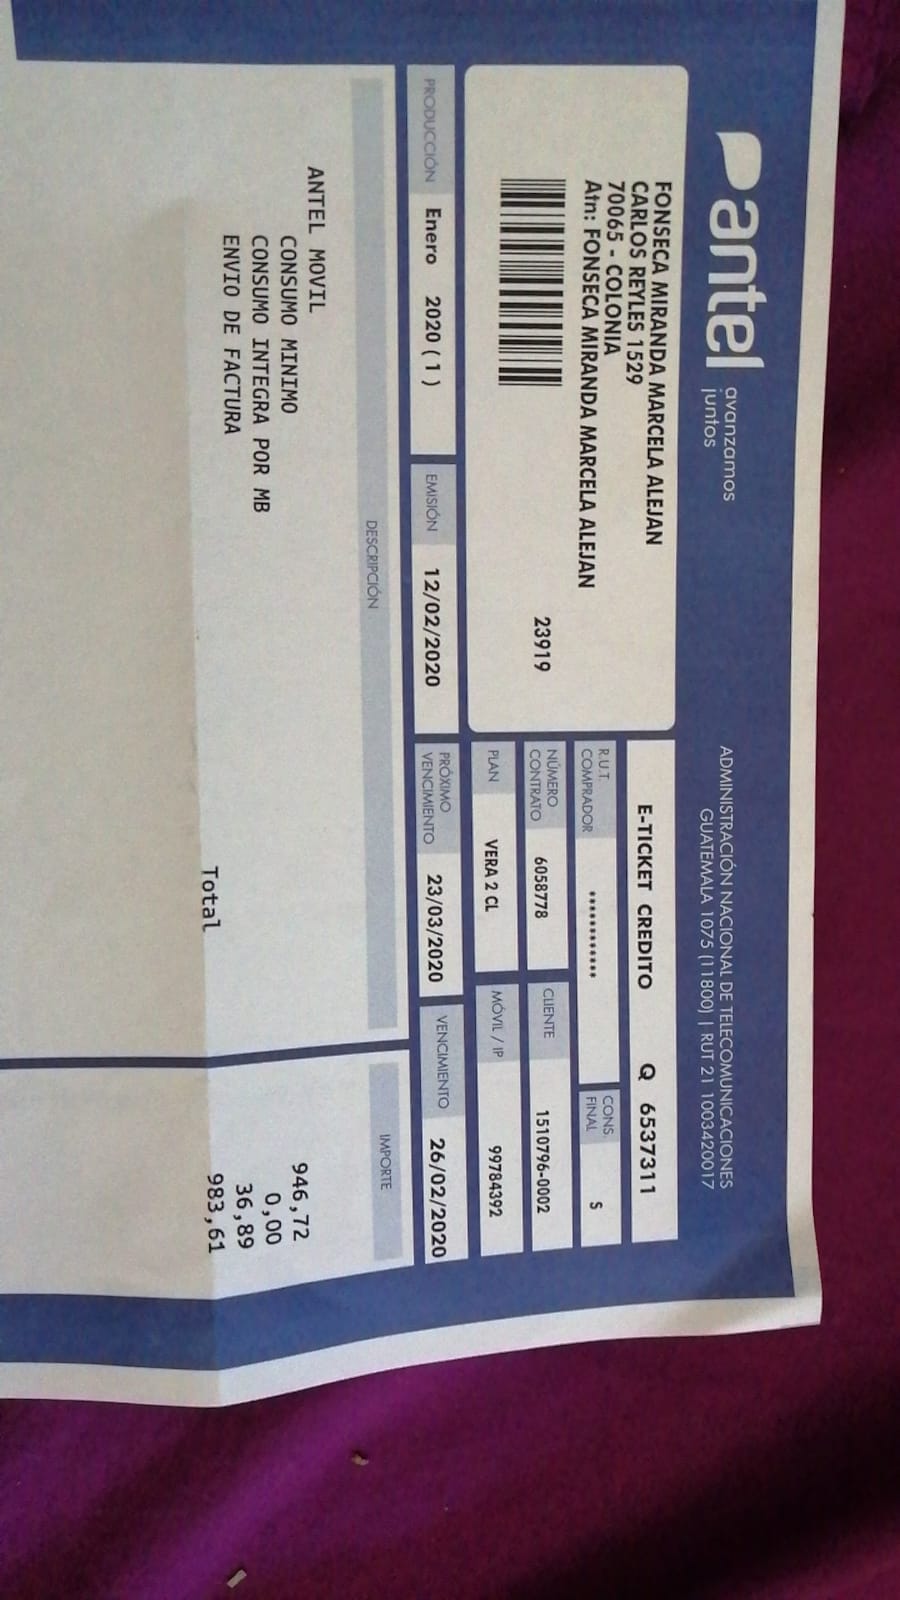 antel
avanzamos
juntos
ADMINISTRACIÓN NACIONAL DE TELECOMUNICACIONES
GUATEMALA 1075 (11800) | RUT 21 1003420017
FONSECA MIRANDA MARCELA ALEJAN
CARLOS REYLES 1529
70065 - COLONIA
Atn: FONSECA MIRANDA MARCELA ALEJAN
23919
E-TICKET CREDITO Q 6537311
R.U.T. COMPRADOR ************ CONS. FINAL S
NÚMERO CONTRATO 6058778 CLIENTE 1510796-0002
PLAN VERA 2 CL MÓVIL / IP 99784392
PRODUCCIÓN Enero 2020 ( 1 ) EMISIÓN 12/02/2020 PRÓXIMO VENCIMIENTO 23/03/2020 VENCIMIENTO 26/02/2020
DESCRIPCIÓN IMPORTE
ANTEL MOVIL
CONSUMO MINIMO 946,72
CONSUMO INTEGRA POR MB 0,00
ENVIO DE FACTURA 36,89
Total 983,61